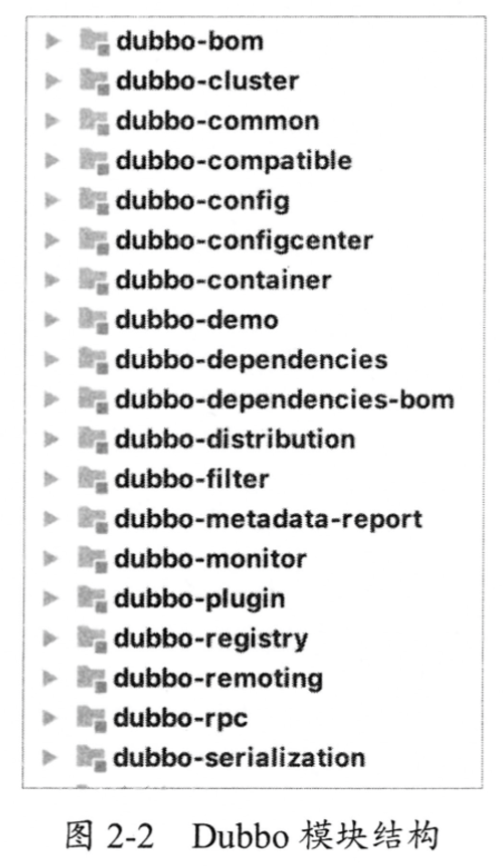 dubbo-bom
dubbo-cluster
dubbo-common
dubbo-compatible
dubbo-config
dubbo-configcenter
dubbo-container
dubbo-demo
dubbo-dependencies
dubbo-dependencies-bom
dubbo-distribution
dubbo-filter
dubbo-metadata-report
dubbo-monitor
dubbo-plugin
dubbo-registry
dubbo-remoting
dubbo-rpc
dubbo-serialization
图 2-2 Dubbo 模块结构